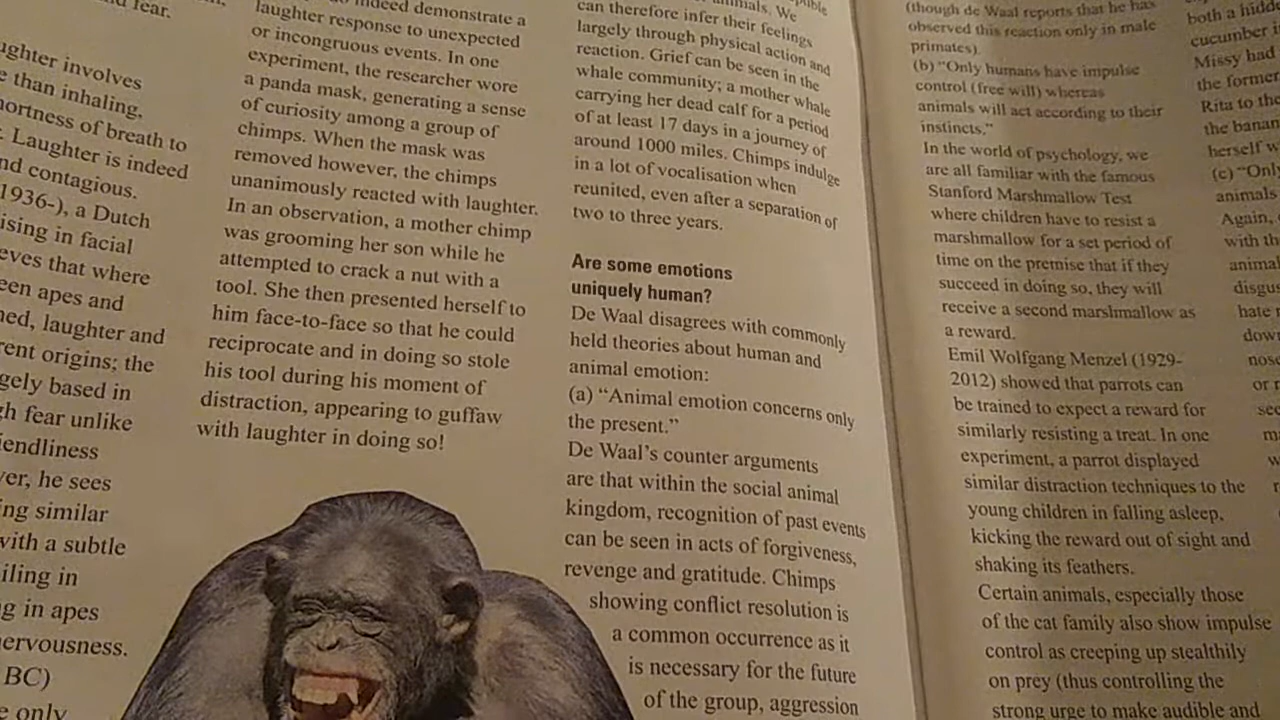 fear.
ughter involves
e than inhaling,
ortness of breath to
. Laughter is indeed
nd contagious.
1936-), a Dutch
ising in facial
eves that where
een apes and
ned, laughter and
rent origins; the
gely based in
gh fear unlike
iendliness
ver, he sees
ing similar
with a subtle
iling in
g in apes
ervousness.
BC)
e only
indeed demonstrate a
laughter response to unexpected
or incongruous events. In one
experiment, the researcher wore
a panda mask, generating a sense
of curiosity among a group of
chimps. When the mask was
removed however, the chimps
unanimously reacted with laughter.
In an observation, a mother chimp
was grooming her son while he
attempted to crack a nut with a
tool. She then presented herself to
him face-to-face so that he could
reciprocate and in doing so stole
his tool during his moment of
distraction, appearing to guffaw
with laughter in doing so!
animals. We
can therefore infer their feelings
largely through physical action and
reaction. Grief can be seen in the
whale community; a mother whale
carrying her dead calf for a period
of at least 17 days in a journey of
around 1000 miles. Chimps indulge
in a lot of vocalisation when
reunited, even after a separation of
two to three years.
Are some emotions
uniquely human?
De Waal disagrees with commonly
held theories about human and
animal emotion:
(a) “Animal emotion concerns only
the present.”
De Waal’s counter arguments
are that within the social animal
kingdom, recognition of past events
can be seen in acts of forgiveness,
revenge and gratitude. Chimps
showing conflict resolution is
a common occurrence as it
is necessary for the future
of the group, aggression
(though de Waal reports that he has
observed this reaction only in male
primates).
(b) “Only humans have impulse
control (free will) whereas
animals will act according to their
instincts.”
In the world of psychology, we
are all familiar with the famous
Stanford Marshmallow Test
where children have to resist a
marshmallow for a set period of
time on the premise that if they
succeed in doing so, they will
receive a second marshmallow as
a reward.
Emil Wolfgang Menzel (1929-
2012) showed that parrots can
be trained to expect a reward for
similarly resisting a treat. In one
experiment, a parrot displayed
similar distraction techniques to the
young children in falling asleep,
kicking the reward out of sight and
shaking its feathers.
Certain animals, especially those
of the cat family also show impulse
control as creeping up stealthily
on prey (thus controlling the
strong urge to make audible and
both a hidd
cucumber i
Missy had
the former
Rita to the
the banan
herself w
(c) “Only
animals
Again,
with th
animal
disgus
hate
dow
nose
or
see